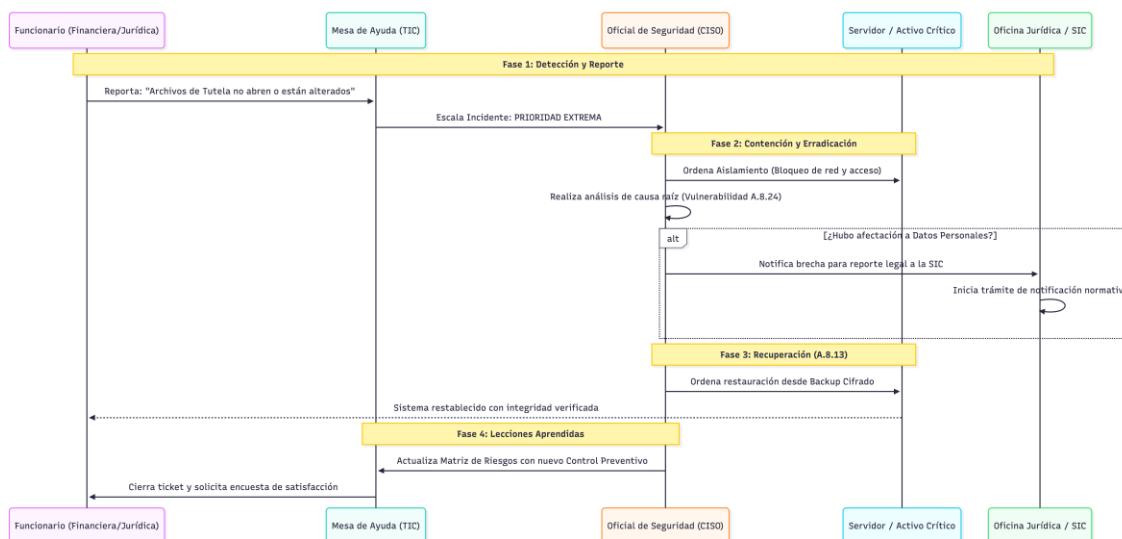 Funcionario (Financiera/Jurídica)
Mesa de Ayuda (TIC)
Oficial de Seguridad (CISO)
Servidor / Activo Crítico
Oficina Jurídica / SIC
Fase 1: Detección y Reporte
Reporta: "Archivos de Tutela no abren o están alterados"
Escala Incidente: PRIORIDAD EXTREMA
Fase 2: Contención y Erradicación
Ordena Aislamiento (Bloqueo de red y acceso)
Realiza análisis de causa raíz (Vulnerabilidad A.8.24)
alt
[¿Hubo afectación a Datos Personales?]
Notifica brecha para reporte legal a la SIC
Inicia trámite de notificación normativ
Fase 3: Recuperación (A.8.13)
Ordena restauración desde Backup Cifrado
Sistema restablecido con integridad verificada
Fase 4: Lecciones Aprendidas
Actualiza Matriz de Riesgos con nuevo Control Preventivo
Cierra ticket y solicita encuesta de satisfacción
Funcionario (Financiera/Jurídica)
Mesa de Ayuda (TIC)
Oficial de Seguridad (CISO)
Servidor / Activo Crítico
Oficina Jurídica / SIC